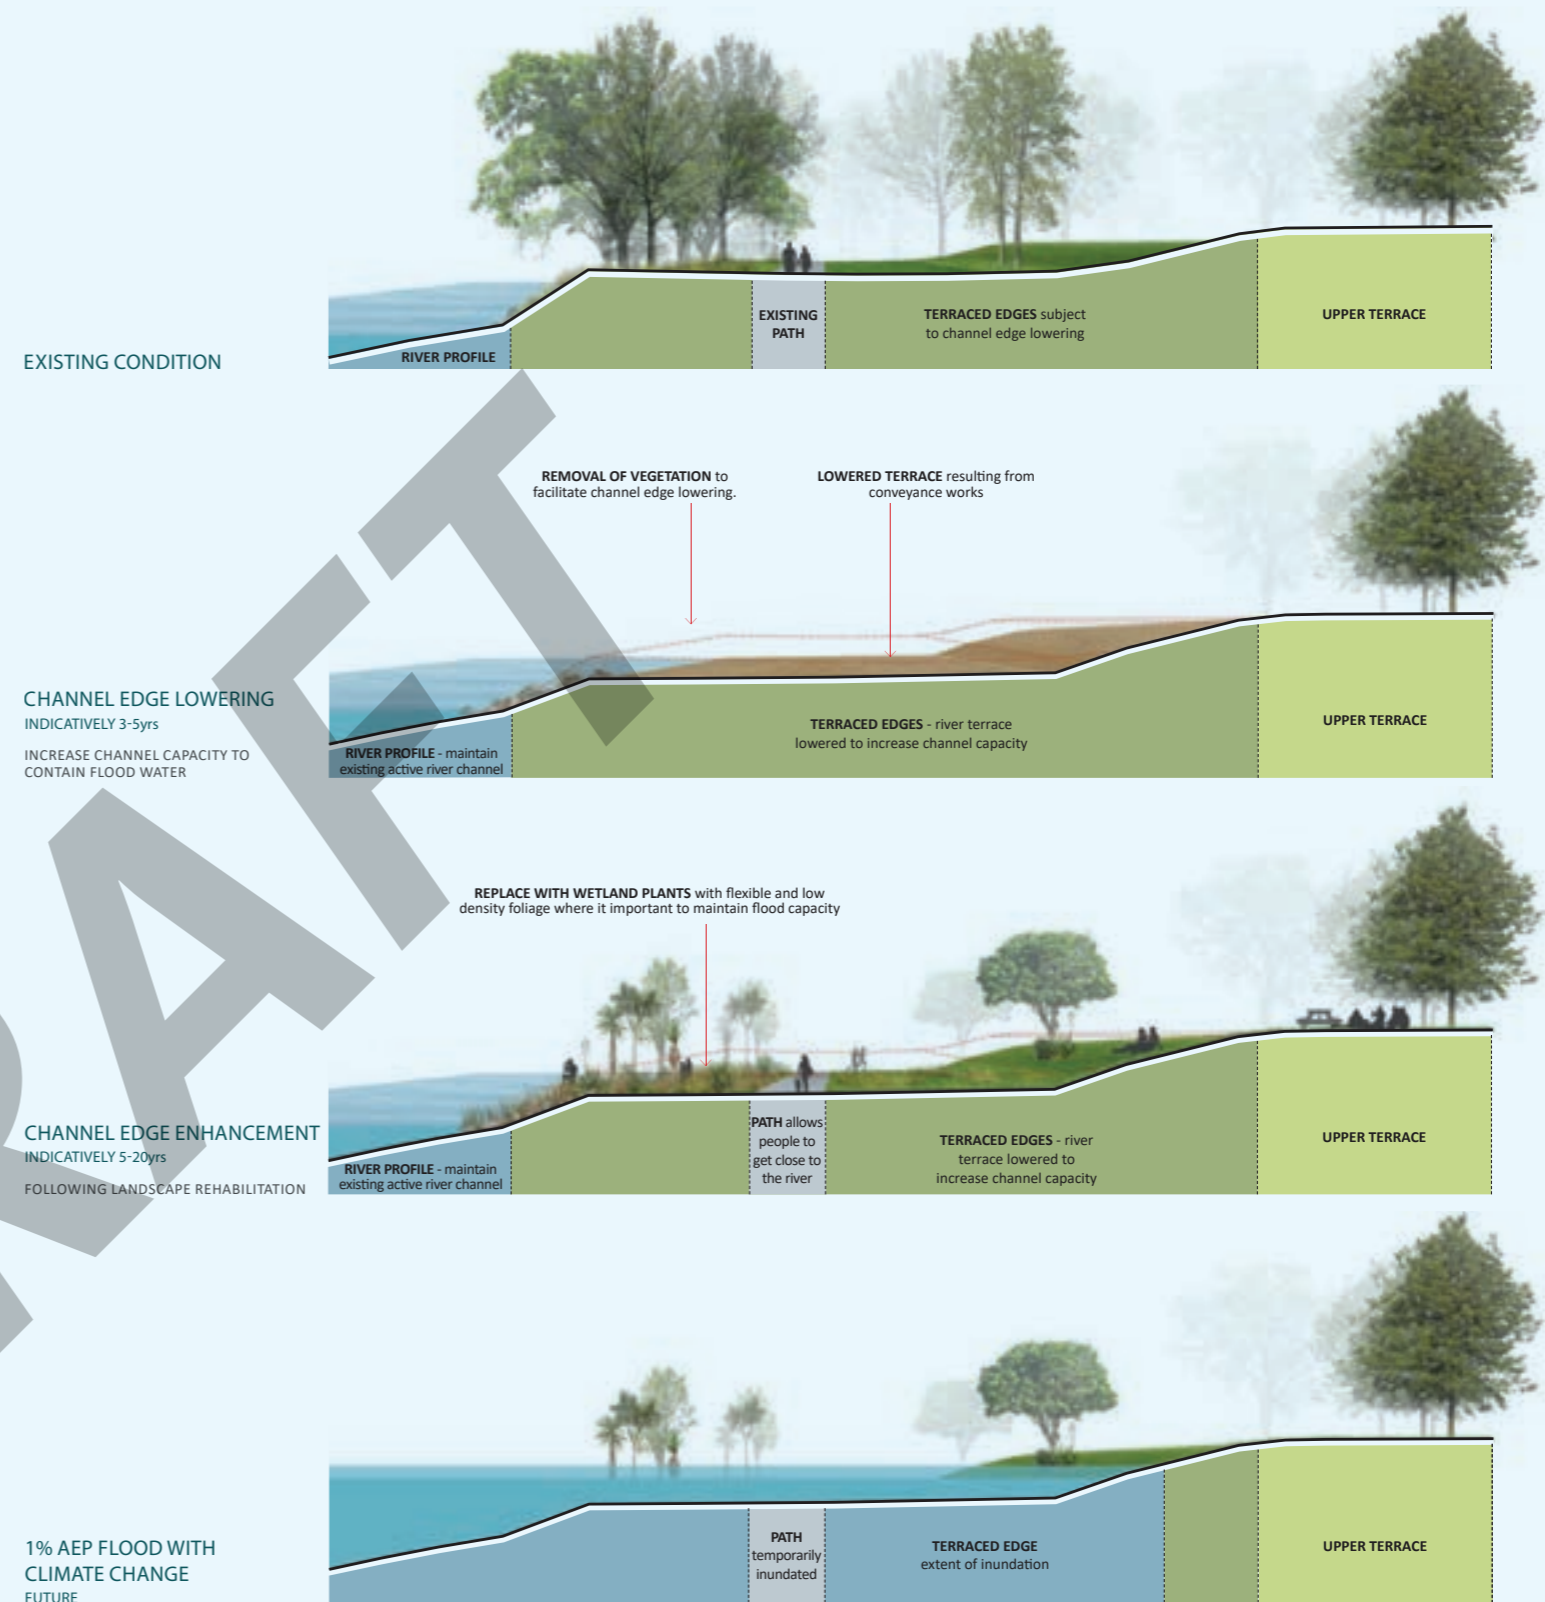 EXISTING
PATH
TERRACED EDGES subject
to channel edge lowering
UPPER TERRACE
RIVER PROFILE
EXISTING CONDITION
REMOVAL OF VEGETATION to
facilitate channel edge lowering.
LOWERED TERRACE resulting from
conveyance works
CHANNEL EDGE LOWERING
INDICATIVELY 3-5yrs
INCREASE CHANNEL CAPACITY TO
CONTAIN FLOOD WATER
RIVER PROFILE - maintain
existing active river channel
TERRACED EDGES - river terrace
lowered to increase channel capacity
UPPER TERRACE
REPLACE WITH WETLAND PLANTS with flexible and low
density foliage where it important to maintain flood capacity
CHANNEL EDGE ENHANCEMENT
INDICATIVELY 5-20yrs
FOLLOWING LANDSCAPE REHABILITATION
RIVER PROFILE - maintain
existing active river channel
PATH allows
people to
get close to
the river
TERRACED EDGES - river
terrace lowered to
increase channel capacity
UPPER TERRACE
1% AEP FLOOD WITH
CLIMATE CHANGE
FUTURE
PATH
temporarily
inundated
TERRACED EDGE
extent of inundation
UPPER TERRACE
RAFT